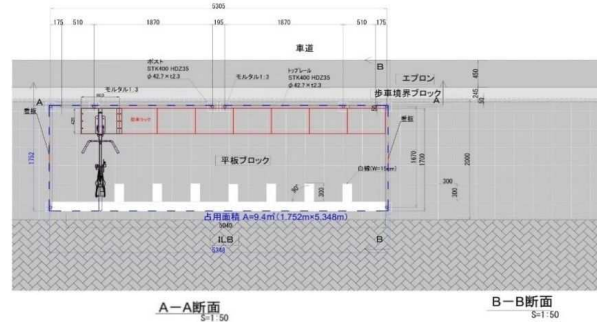 5305
175 510 1870 195 1870 510 175
車道
B
ポスト
STK400 HDZ35
φ-42.7×t2.3
モルタル1:3
トップレール
STK400 HDZ35
φ-42.7×t2.3
エプロン
450
歩車境界ブロック
245
50
A
A
モルタル1:3
1752
平板ブロック
白線(W=15cm)
300
1670
1700
300
300
2000
占用面積 A=9.4㎡(1.752m×5.348m)
5040
ILB
B
5348
A-A断面
S=1:50
B-B断面
S=1:50